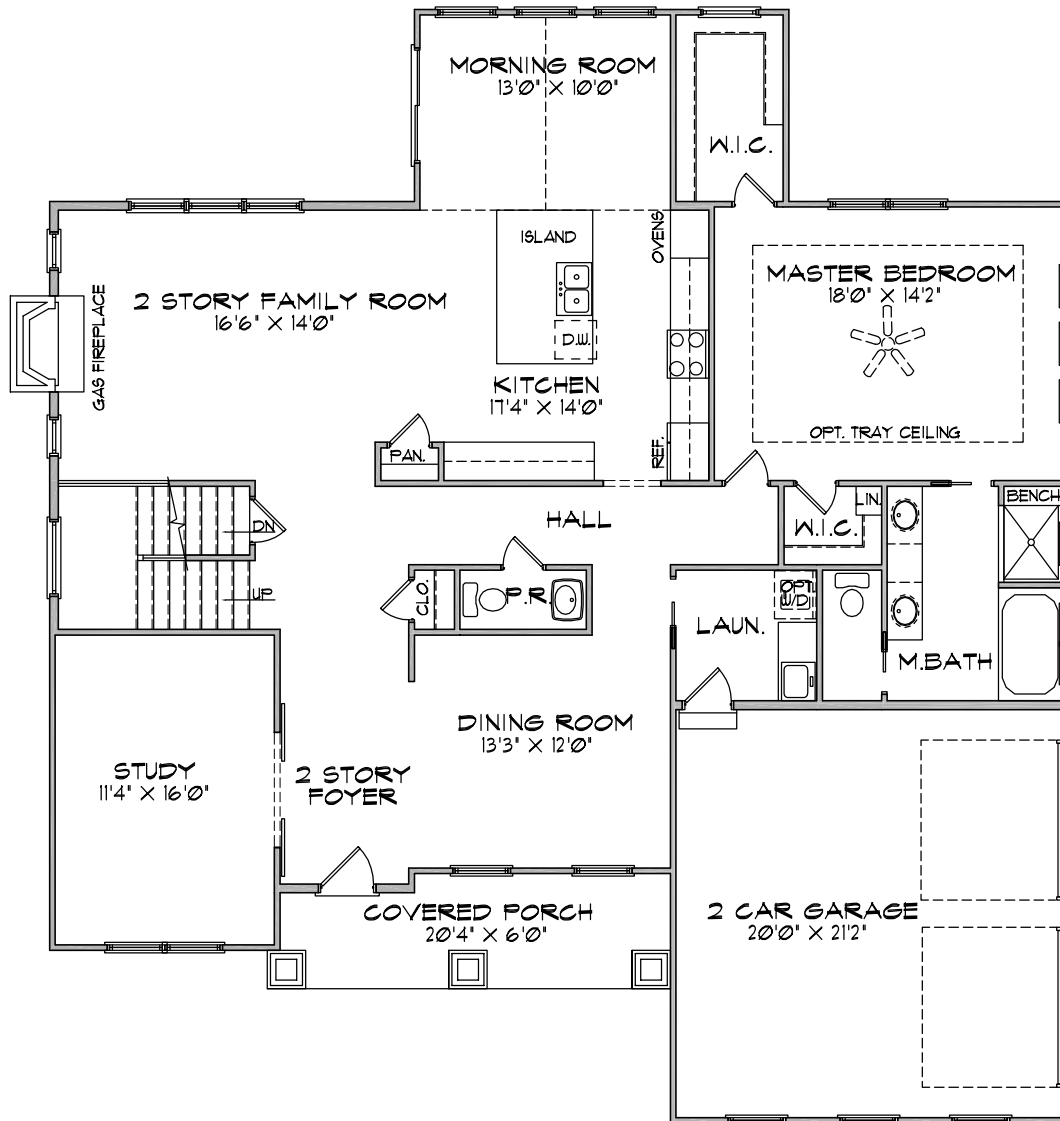 MORNING ROOM
13'0" X 10'0"
W.I.C.
ISLAND
OVENS
MASTER BEDROOM
18'0" X 14'2"
2 STORY FAMILY ROOM
16'6" X 14'0"
GAS FIREPLACE
D.W.
KITCHEN
17'4" X 14'0"
OPT. TRAY CEILING
PAN.
REF.
HALL
DN
W.I.C.
LIN.
BENCH
UP
CLO.
P.R.
OPT.
W/D
LAUN.
M.BATH
DINING ROOM
13'3" X 12'0"
STUDY
11'4" X 16'0"
2 STORY
FOYER
COVERED PORCH
20'4" X 6'0"
2 CAR GARAGE
20'0" X 21'2"